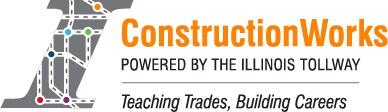 ConstructionWorks
POWERED BY THE ILLINOIS TOLLWAY
Teaching Trades, Building Careers